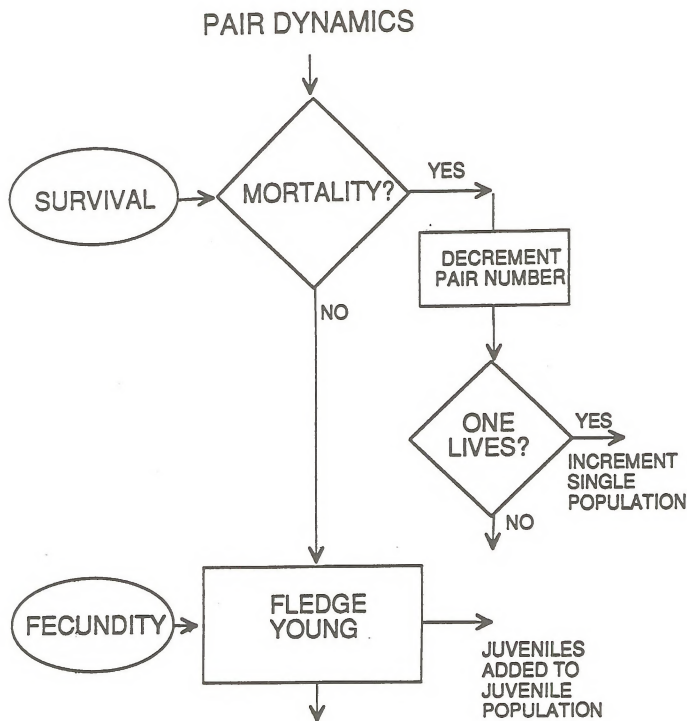 PAIR DYNAMICS
SURVIVAL
MORTALITY?
YES
DECREMENT
PAIR NUMBER
NO
ONE
LIVES?
YES
INCREMENT
SINGLE
POPULATION
NO
FECUNDITY
FLEDGE
YOUNG
JUVENILES
ADDED TO
JUVENILE
POPULATION